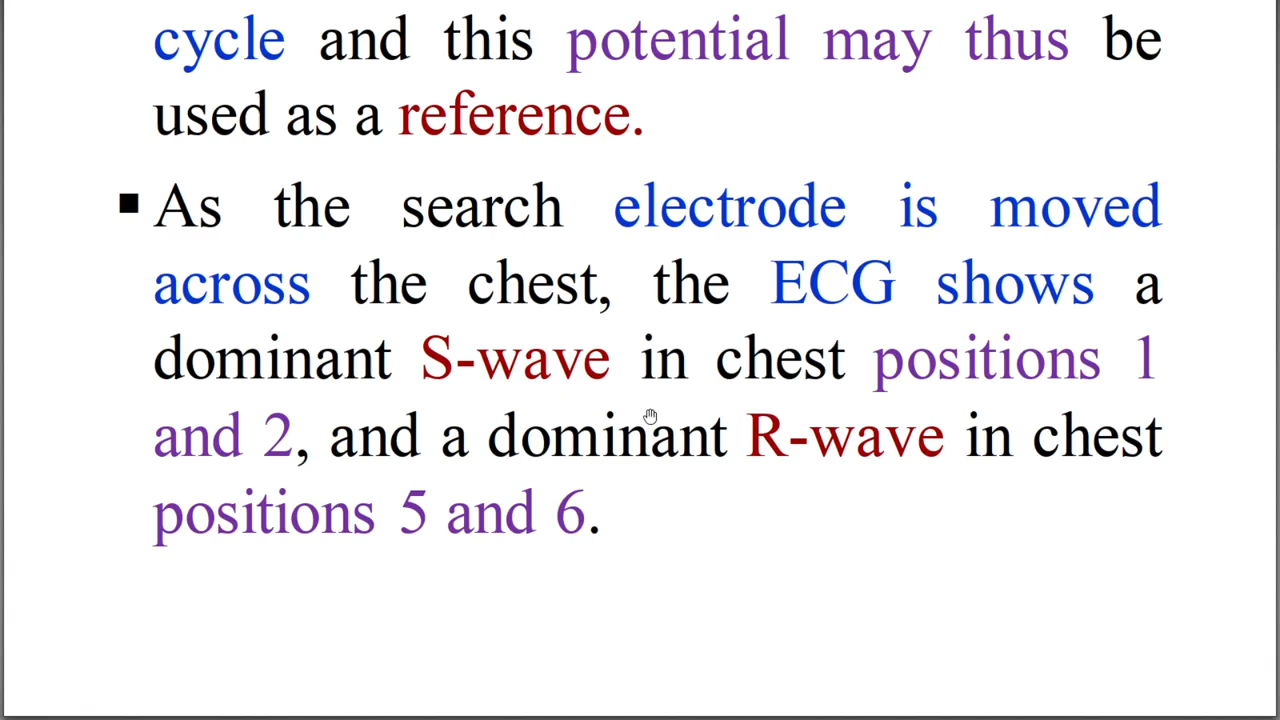 cycle and this potential may thus be
used as a reference.
▪ As the search electrode is moved
across the chest, the ECG shows a
dominant S-wave in chest positions 1
and 2, and a dominant R-wave in chest
positions 5 and 6.